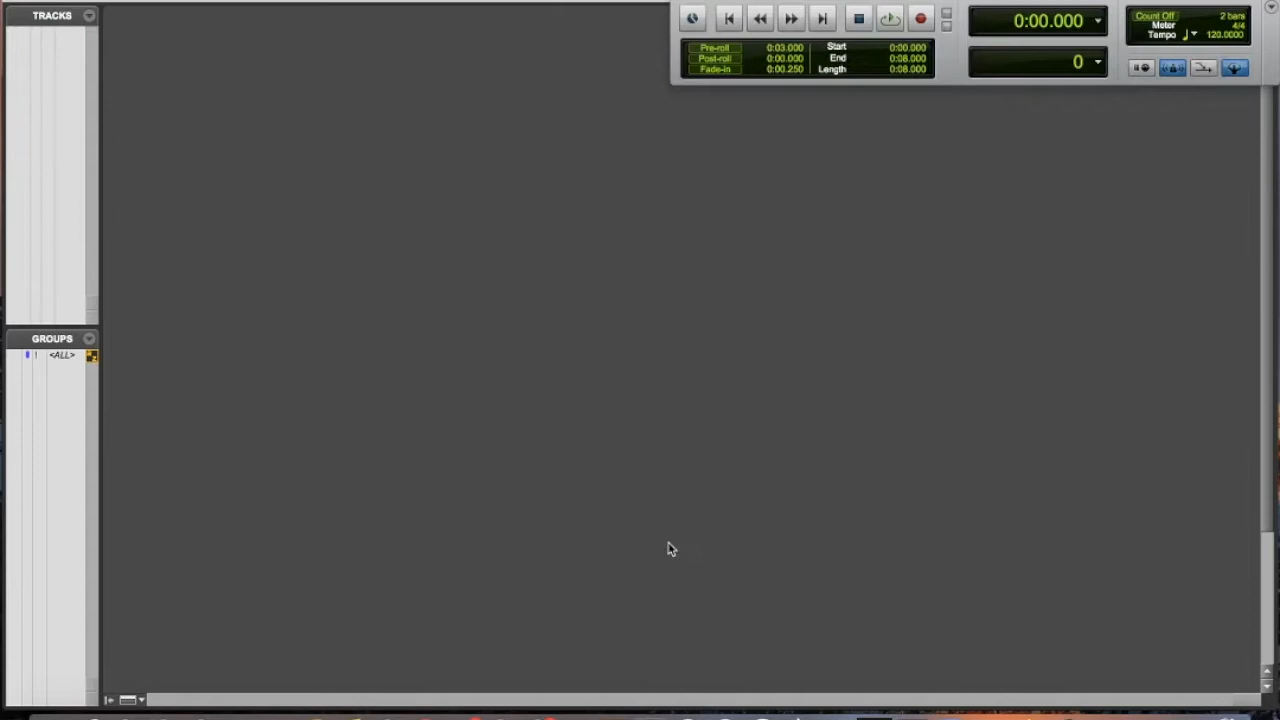 TRACKS
GROUPS
! <ALL>
0:00.000
0
Count Off 2 bars
Meter 4/4
Tempo 120.0000
Pre-roll 0:03.000 Start 0:00.000
Post-roll 0:00.000 End 0:08.000
Fade-in 0:00.250 Length 0:08.000